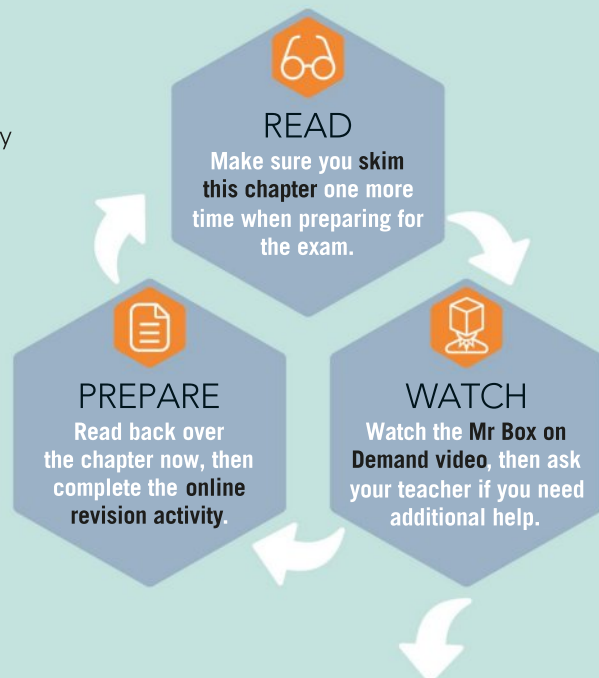 y
READ
Make sure you skim
this chapter one more
time when preparing for
the exam.
PREPARE
Read back over
the chapter now, then
complete the online
revision activity.
WATCH
Watch the Mr Box on
Demand video, then ask
your teacher if you need
additional help.